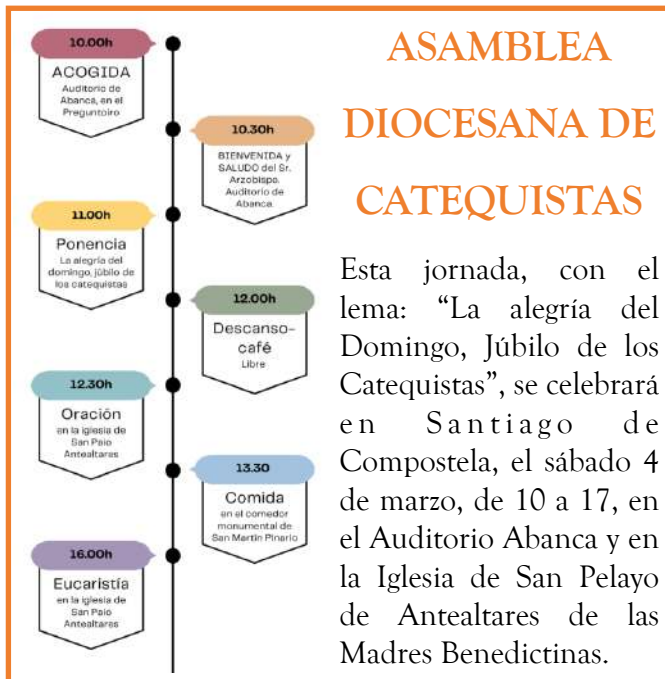 10.00h
ACOGIDA
Auditorio de
Abanca, en el
Preguntoiro
10.30h
BIENVENIDA y
SALUDO del Sr.
Arzobispo.
Auditorio de
Abanca.
11.00h
Ponencia
La alegría del
domingo, júbilo de
los catequistas
12.00h
Descanso-
café
Libre
12.30h
Oración
en la iglesia de
San Paio
Antealtares
13.30
Comida
en el comedor
monumental de
San Martín Pinario
16.00h
Eucaristía
en la iglesia de
San Paio
Antealtares
ASAMBLEA
DIOCESANA DE
CATEQUISTAS
Esta jornada, con el
lema: “La alegría del
Domingo, Júbilo de los
Catequistas”, se celebrará
en Santiago de
Compostela, el sábado 4
de marzo, de 10 a 17, en
el Auditorio Abanca y en
la Iglesia de San Pelayo
de Antealtares de las
Madres Benedictinas.